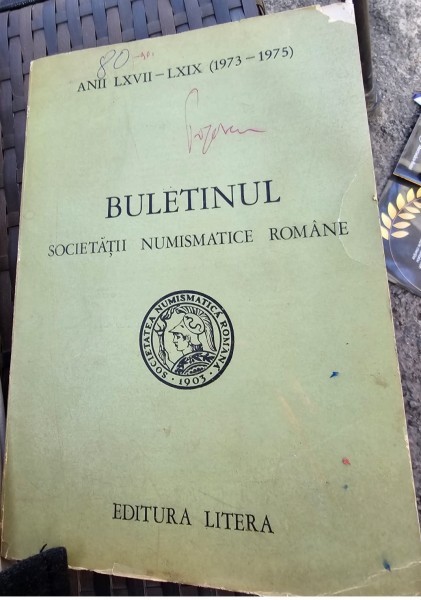 80
ANII LXVII – LXIX (1973 – 1975)
BULETINUL
SOCIETĂȚII NUMISMATICE ROMÂNE
SOCIETATEA NUMISMATICĂ ROMÂNĂ
· 1903 ·
EDITURA LITERA